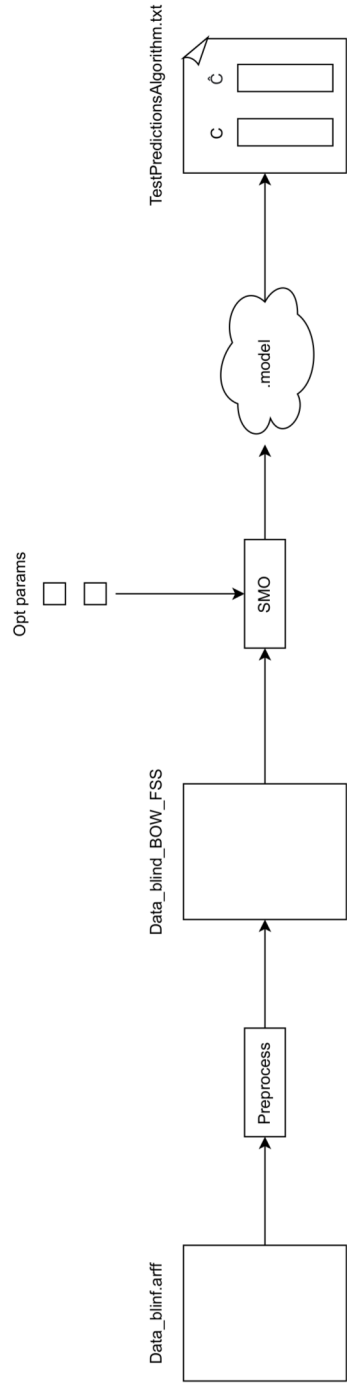 Data_blinf.arff
Preprocess
Data_blind_BOW_FSS
Opt params
SMO
.model
TestPredictionsAlgorithm.txt
C
Ĉ